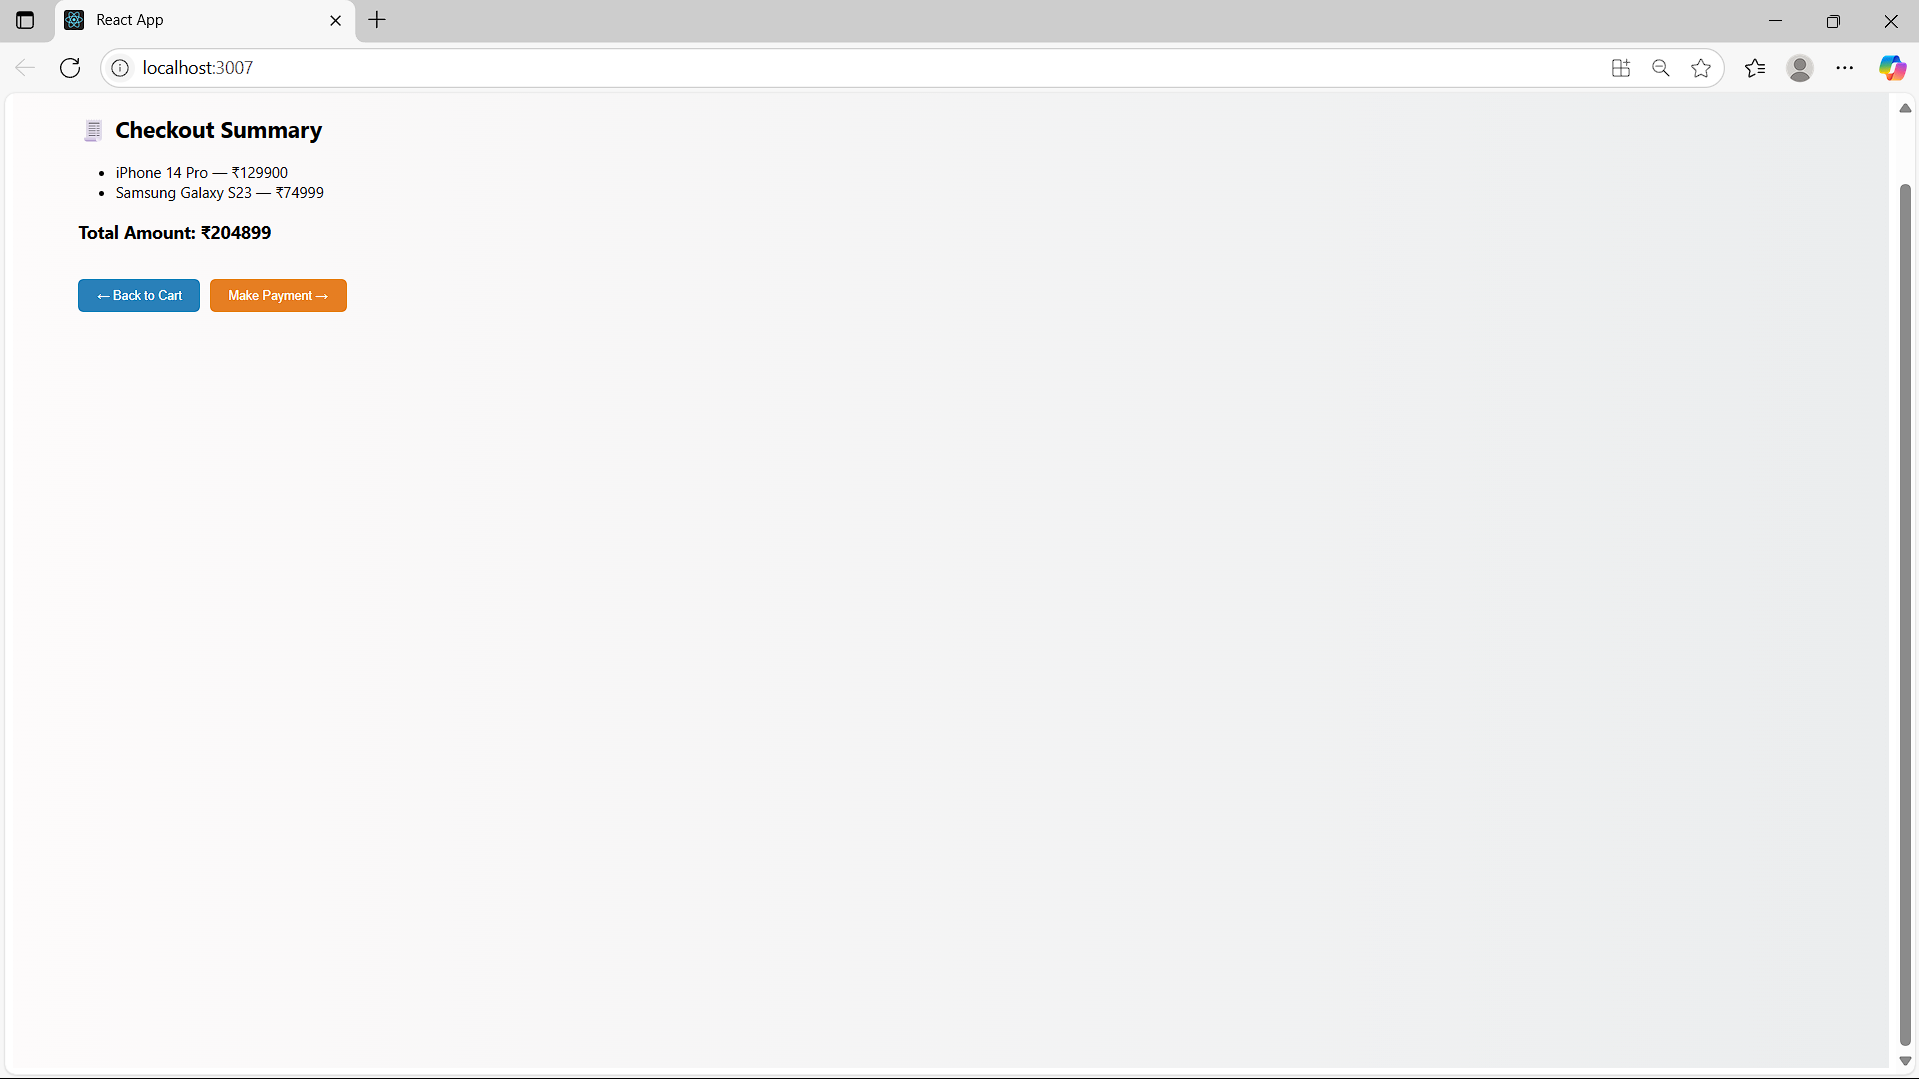 React App
localhost:3007
Checkout Summary
iPhone 14 Pro — ₹129900
Samsung Galaxy S23 — ₹74999
Total Amount: ₹204899
← Back to Cart
Make Payment →